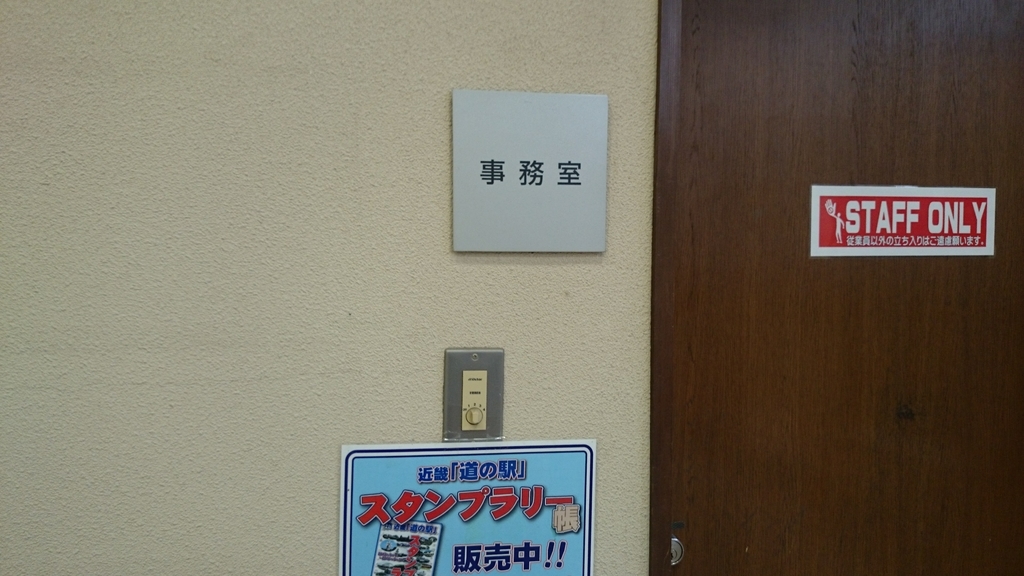 事務室
STAFF ONLY
従業員以外の立ち入りはご遠慮願います。
近畿「道の駅」
スタンプラリー帳
販売中!!